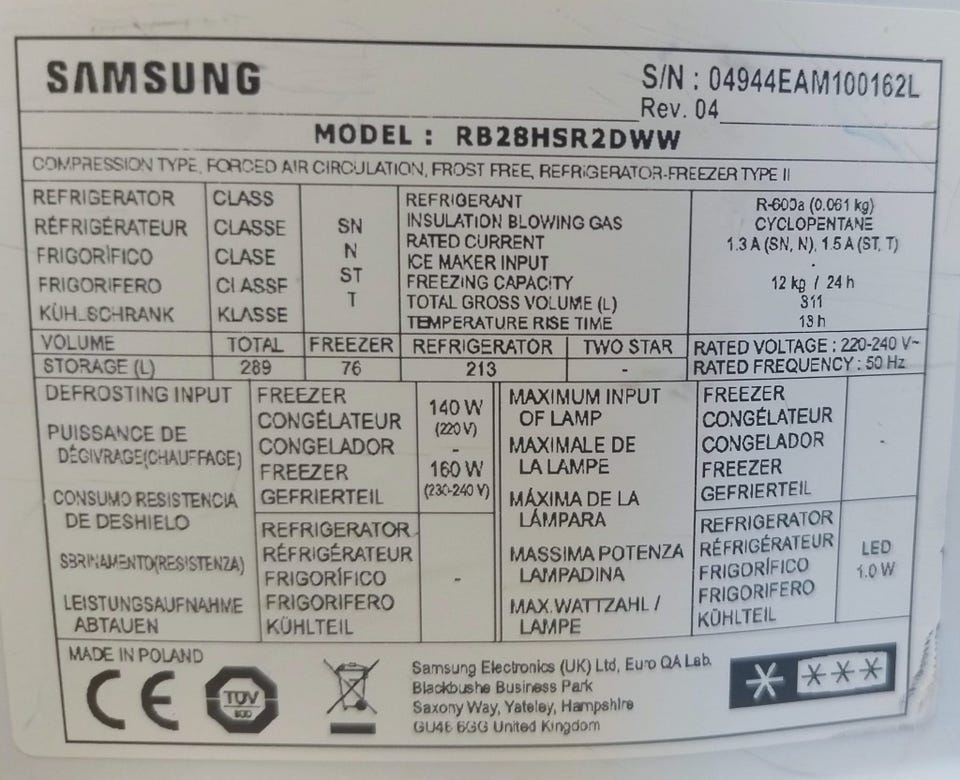 SAMSUNG
S/N : 04944EAM100162L
Rev. 04
MODEL : RB28HSR2DWW
COMPRESSION TYPE, FORCED AIR CIRCULATION, FROST FREE, REFRIGERATOR-FREEZER TYPE II
REFRIGERATOR
RÉFRIGÉRATEUR
FRIGORÍFICO
FRIGORIFERO
KÜHLSCHRANK
CLASS
CLASSE
CLASE
CLASSE
KLASSE
SN
N
ST
T
REFRIGERANT R-600a (0.061 kg)
INSULATION BLOWING GAS CYCLOPENTANE
RATED CURRENT 1.3 A (SN, N), 1.5 A (ST, T)
ICE MAKER INPUT -
FREEZING CAPACITY 12 kg / 24 h
TOTAL GROSS VOLUME (L) 311
TEMPERATURE RISE TIME 13 h
VOLUME TOTAL FREEZER REFRIGERATOR TWO STAR RATED VOLTAGE : 220-240 V~
STORAGE (L) 289 76 213 - RATED FREQUENCY : 50 Hz
DEFROSTING INPUT
PUISSANCE DE
DÉGIVRAGE(CHAUFFAGE)
CONSUMO RESISTENCIA
DE DESHIELO
SBRINAMENTO(RESISTENZA)
LEISTUNGSAUFNAHME
ABTAUEN
FREEZER
CONGÉLATEUR
CONGELADOR
FREEZER
GEFRIERTEIL
140 W
(220 V)
-
160 W
(230-240 V)
REFRIGERATOR
RÉFRIGÉRATEUR
FRIGORÍFICO
FRIGORIFERO
KÜHLTEIL
-
MAXIMUM INPUT
OF LAMP
MAXIMALE DE
LA LAMPE
MÁXIMA DE LA
LÁMPARA
MASSIMA POTENZA
LAMPADINA
MAX.WATTZAHL /
LAMPE
FREEZER
CONGÉLATEUR
CONGELADOR
FREEZER
GEFRIERTEIL
-
REFRIGERATOR
RÉFRIGÉRATEUR
FRIGORÍFICO
FRIGORIFERO
KÜHLTEIL
LED
1.0 W
MADE IN POLAND
CE
TÜV
Samsung Electronics (UK) Ltd, Euro QA Lab.
Blackbushe Business Park
Saxony Way, Yateley, Hampshire
GU46 6GG United Kingdom